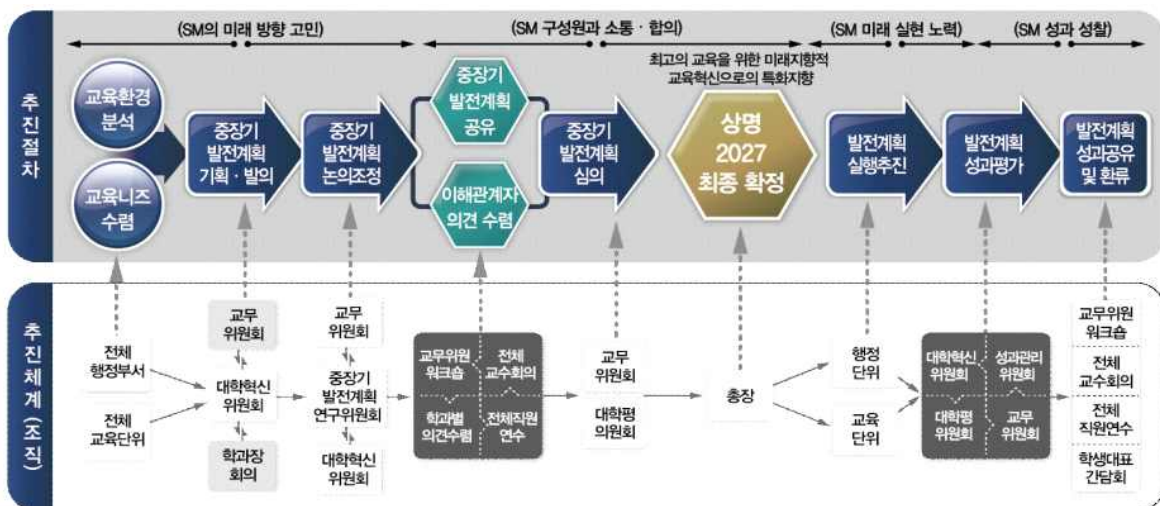 (SM의 미래 방향 고민)
(SM 구성원과 소통 · 합의)
(SM 미래 실현 노력)
(SM 성과 성찰)
추진절차
교육환경
분석
교육니즈
수렴
중장기
발전계획
기획 · 발의
중장기
발전계획
논의조정
중장기
발전계획
공유
이해관계자
의견 수렴
중장기
발전계획
심의
최고의 교육을 위한 미래지향적
교육혁신으로의 특화지향
상명
2027
최종 확정
발전계획
실행추진
발전계획
성과평가
발전계획
성과공유
및 환류
추진체계(조직)
전체
행정부서
전체
교육단위
교무
위원회
대학혁신
위원회
학과장
회의
교무
위원회
중장기
발전계획
연구위원회
대학혁신
위원회
교무위원
워크숍
전체
교수회의
학과별
의견수렴
전체직원
연수
교무
위원회
대학평
의원회
총장
행정
단위
교육
단위
대학혁신
위원회
성과관리
위원회
대학평
위원회
교무
위원회
교무위원
워크숍
전체
교수회의
전체
직원연수
학생대표
간담회